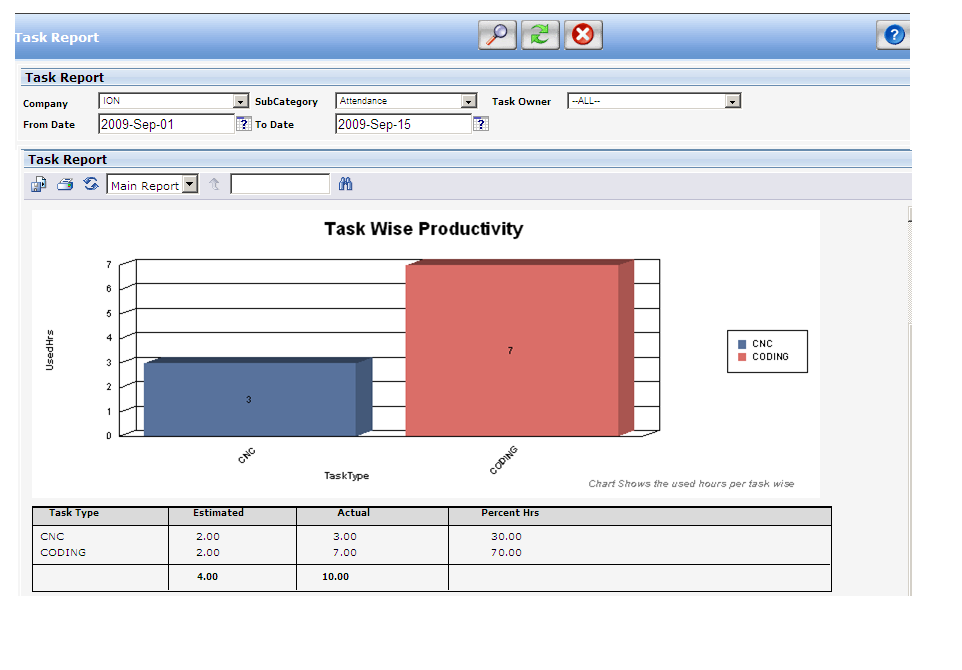 Task Report
Task Report
Company ION SubCategory Attendance Task Owner --ALL--
From Date 2009-Sep-01 To Date 2009-Sep-15
Task Report
Main Report
Task Wise Productivity
7
6
5
4
3
2
1
0
UsedHrs
3
7
CNC
CODING
CNC
CODING
TaskType
Chart Shows the used hours per task wise
Task Type Estimated Actual Percent Hrs
CNC 2.00 3.00 30.00
CODING 2.00 7.00 70.00
4.00 10.00